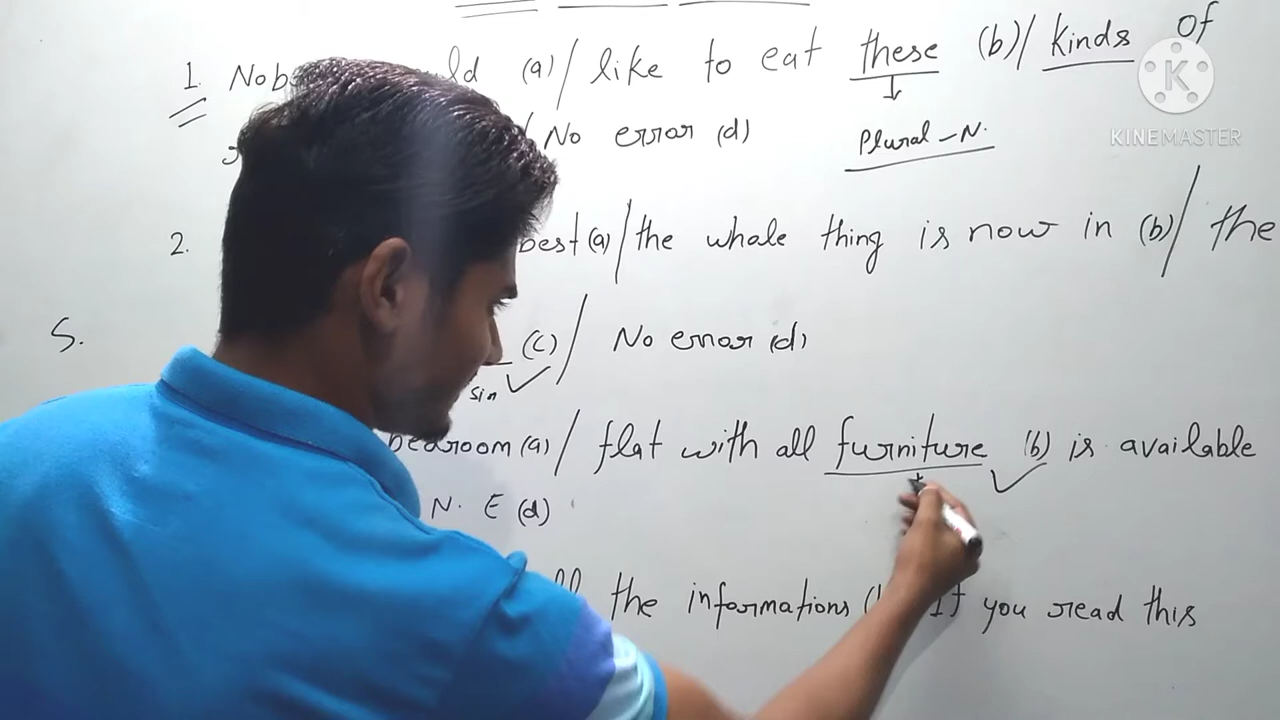 1. Nob ld (a)/ like to eat these (b)/ kinds of
/ No error (d) Plural-N.
KINEMASTER
2. best (a)/ the whole thing is now in (b)/ the
S. (c)/ No error (d)
sin
bedroom (a)/ flat with all furniture (b) is available
N. E (d)
the informations If you read this